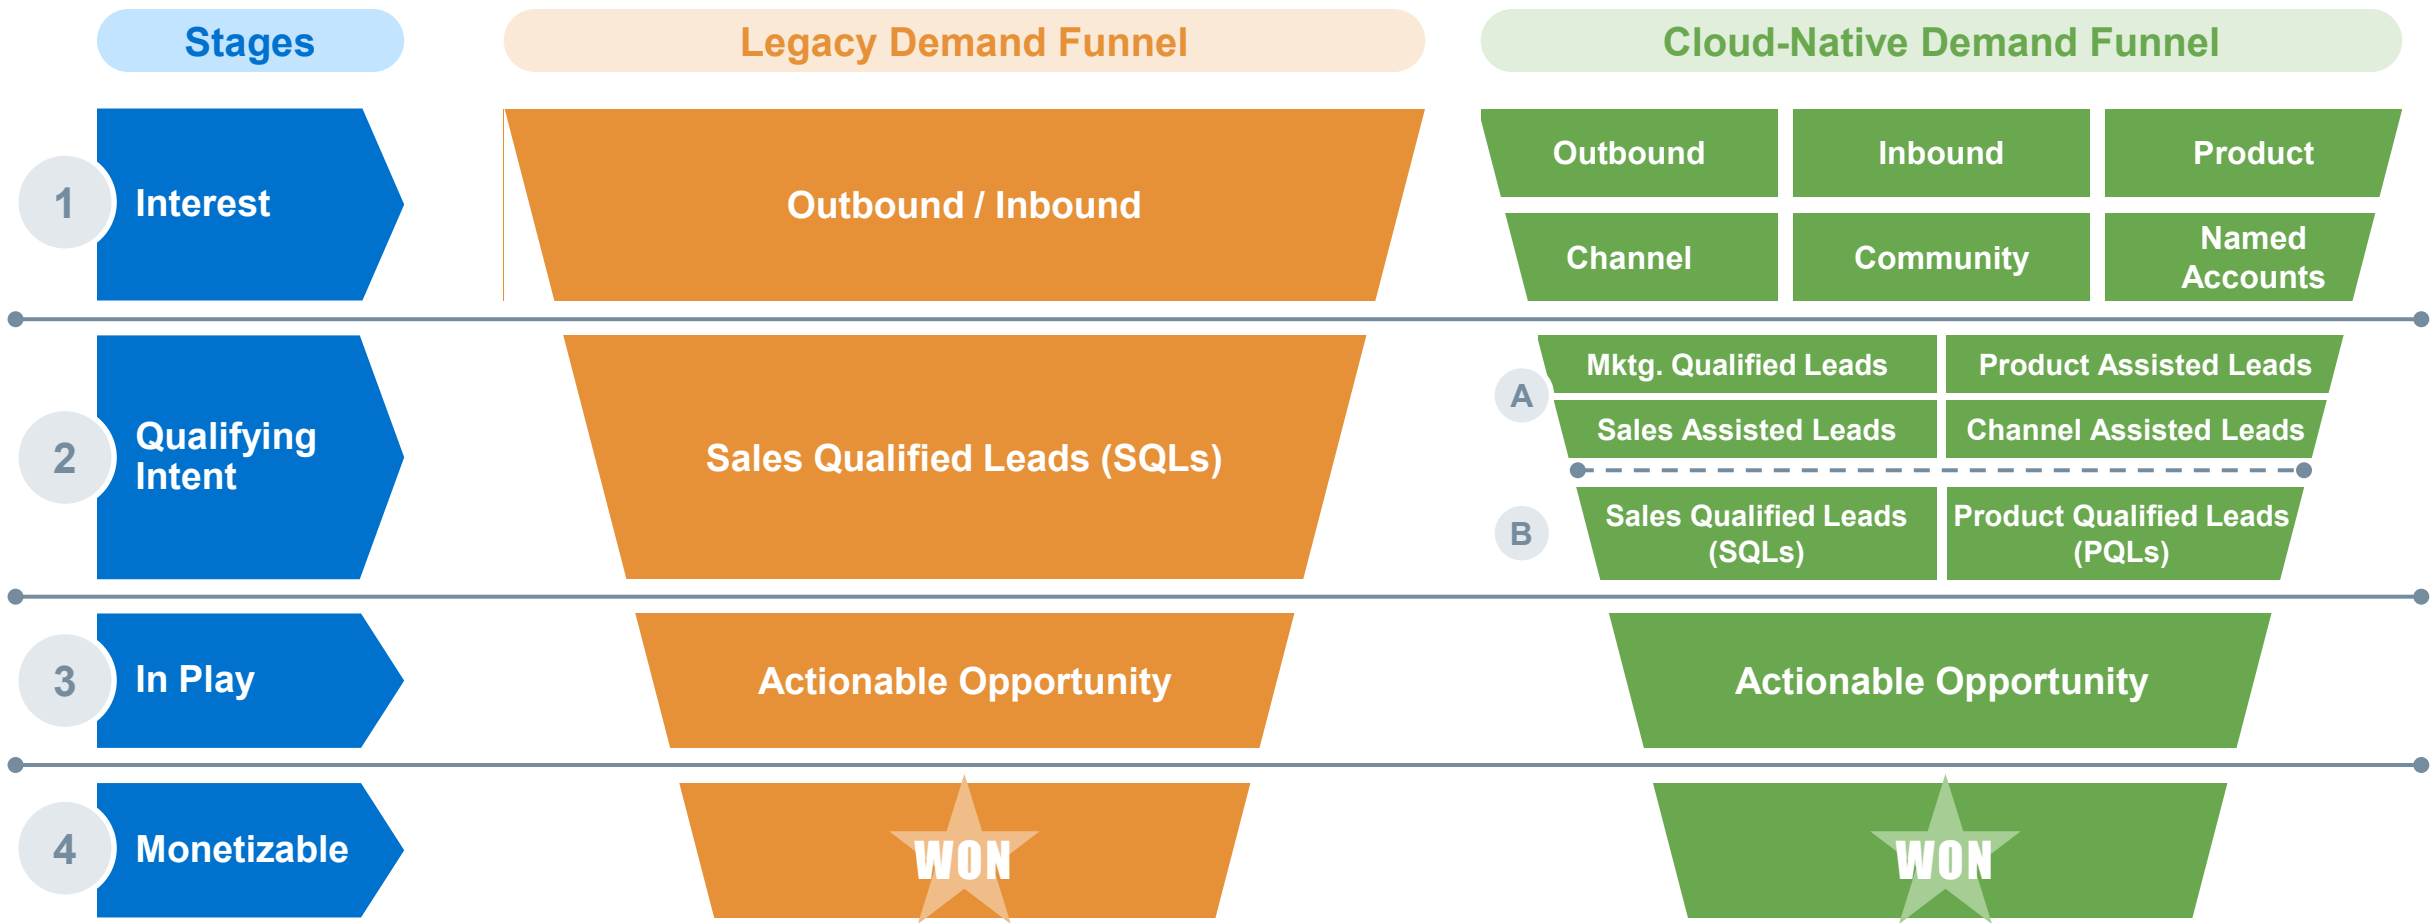 Stages
Legacy Demand Funnel
Cloud-Native Demand Funnel
1
Interest
Outbound / Inbound
Outbound
Inbound
Product
Channel
Community
Named
Accounts
2
Qualifying
Intent
Sales Qualified Leads (SQLs)
A
Mktg. Qualified Leads
Product Assisted Leads
Sales Assisted Leads
Channel Assisted Leads
B
Sales Qualified Leads
(SQLs)
Product Qualified Leads
(PQLs)
3
In Play
Actionable Opportunity
Actionable Opportunity
4
Monetizable
WON
WON